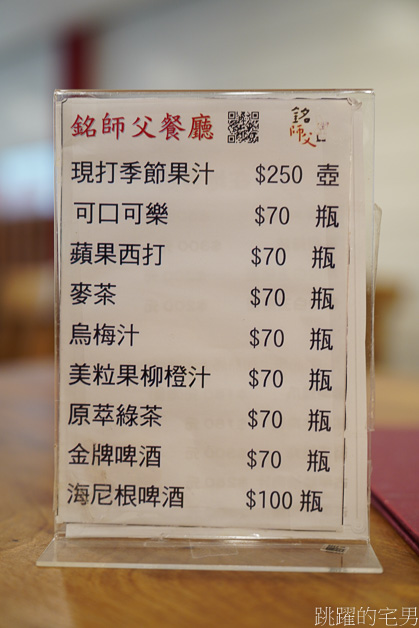 銘師父餐廳
銘師父
現打季節果汁 $250 壺
可口可樂 $70 瓶
蘋果西打 $70 瓶
麥茶 $70 瓶
烏梅汁 $70 瓶
美粒果柳橙汁 $70 瓶
原萃綠茶 $70 瓶
金牌啤酒 $70 瓶
海尼根啤酒 $100 瓶
跳躍的宅男